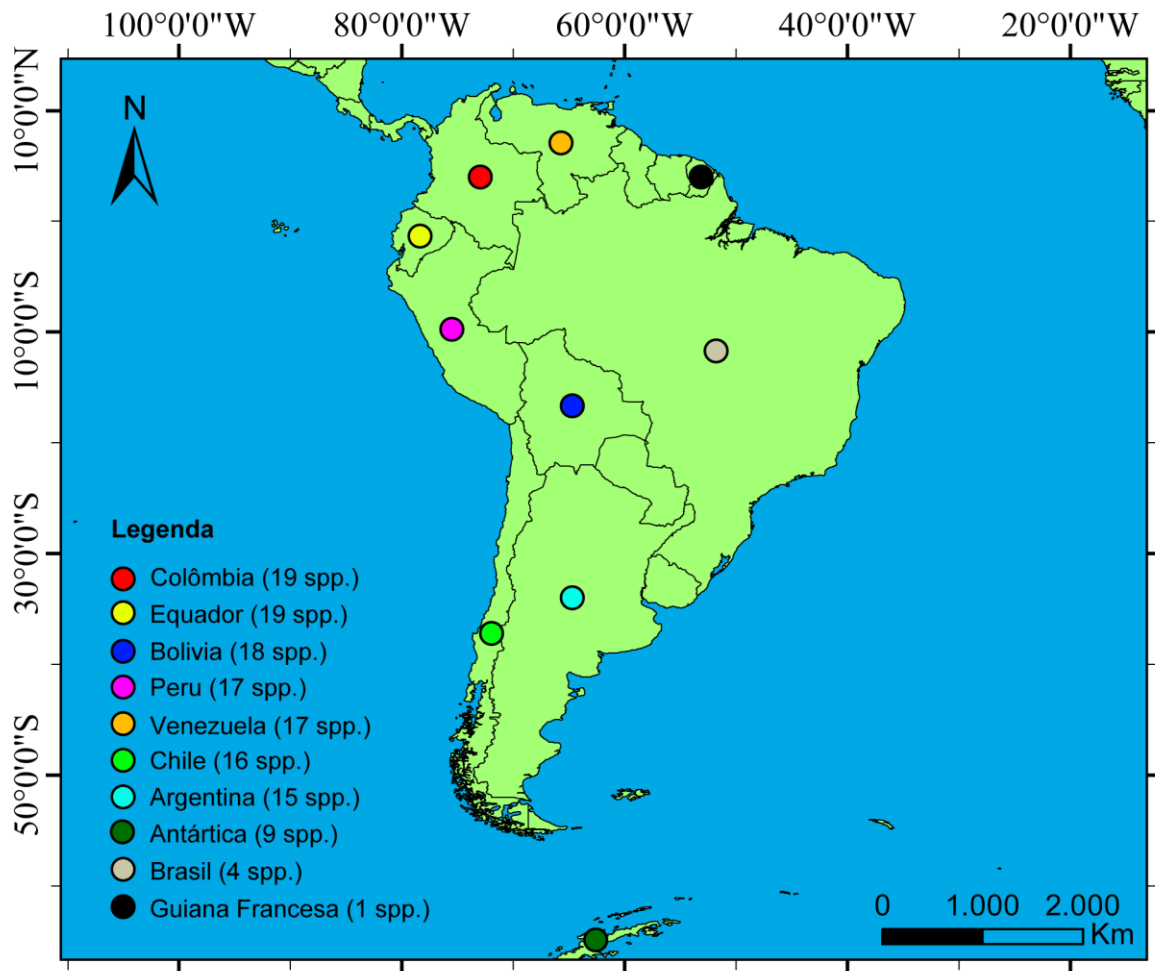 100°0'0"W 80°0'0"W 60°0'0"W 40°0'0"W 20°0'0"W
10°0'0"N
10°0'0"S
30°0'0"S
50°0'0"S
N
Legenda
Colômbia (19 spp.)
Equador (19 spp.)
Bolivia (18 spp.)
Peru (17 spp.)
Venezuela (17 spp.)
Chile (16 spp.)
Argentina (15 spp.)
Antártica (9 spp.)
Brasil (4 spp.)
Guiana Francesa (1 spp.)
0 1.000 2.000
Km